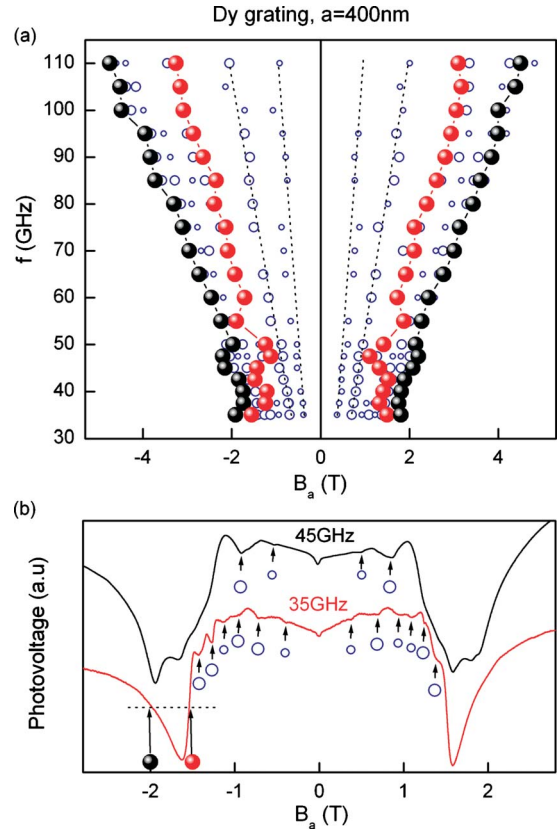 Dy grating, a=400nm
(a)
110
100
90
80
70
60
50
40
30
f (GHz)
-4 -2 0 2 4
B_a (T)
(b)
45GHz
35GHz
Photovoltage (a.u)
-2 -1 0 1 2
B_a (T)